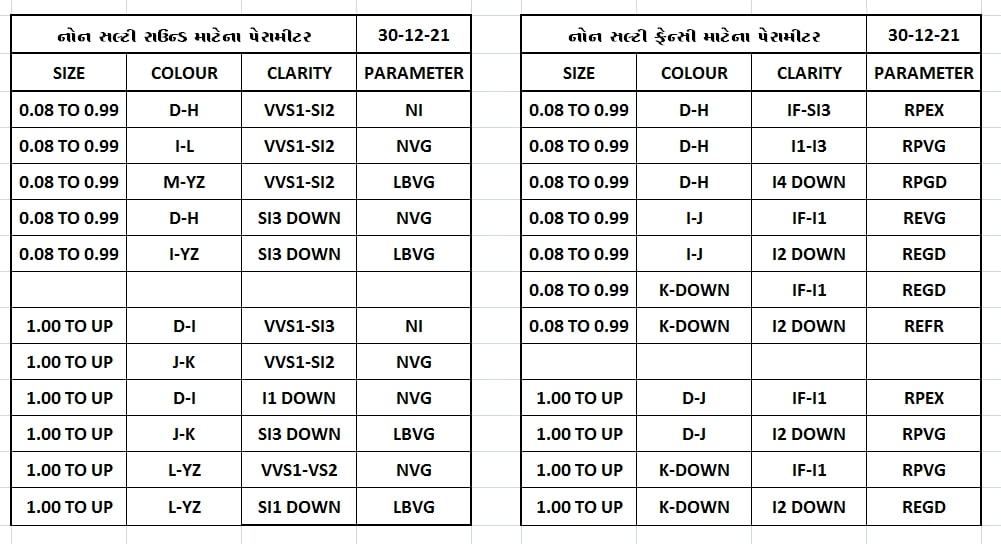 નોન સલ્ટી રાઉન્ડ માટેના પેરામીટર 30-12-21
SIZE COLOUR CLARITY PARAMETER
0.08 TO 0.99 D-H VVS1-SI2 NI
0.08 TO 0.99 I-L VVS1-SI2 NVG
0.08 TO 0.99 M-YZ VVS1-SI2 LBVG
0.08 TO 0.99 D-H SI3 DOWN NVG
0.08 TO 0.99 I-YZ SI3 DOWN LBVG
1.00 TO UP D-I VVS1-SI3 NI
1.00 TO UP J-K VVS1-SI2 NVG
1.00 TO UP D-I I1 DOWN NVG
1.00 TO UP J-K SI3 DOWN LBVG
1.00 TO UP L-YZ VVS1-VS2 NVG
1.00 TO UP L-YZ SI1 DOWN LBVG
નોન સલ્ટી ફેન્સી માટેના પેરામીટર 30-12-21
SIZE COLOUR CLARITY PARAMETER
0.08 TO 0.99 D-H IF-SI3 RPEX
0.08 TO 0.99 D-H I1-I3 RPVG
0.08 TO 0.99 D-H I4 DOWN RPGD
0.08 TO 0.99 I-J IF-I1 REVG
0.08 TO 0.99 I-J I2 DOWN REGD
0.08 TO 0.99 K-DOWN IF-I1 REGD
0.08 TO 0.99 K-DOWN I2 DOWN REFR
1.00 TO UP D-J IF-I1 RPEX
1.00 TO UP D-J I2 DOWN RPVG
1.00 TO UP K-DOWN IF-I1 RPVG
1.00 TO UP K-DOWN I2 DOWN REGD